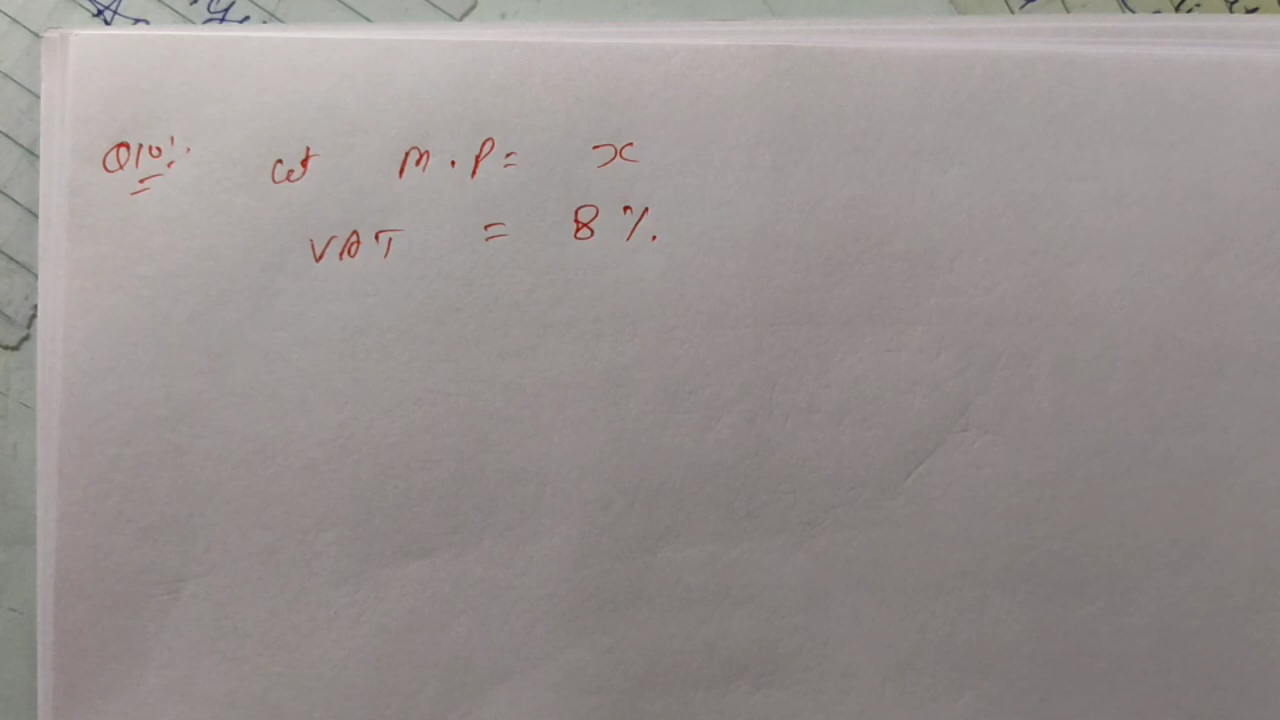 Q10:. Let M.P= x
VAT = 8%.